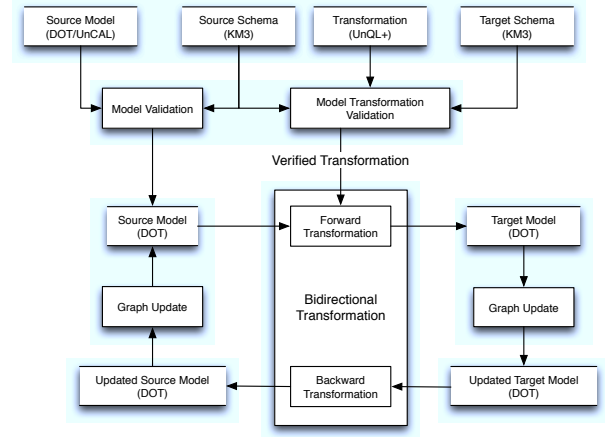 Source Model
(DOT/UnCAL)
Source Schema
(KM3)
Transformation
(UnQL+)
Target Schema
(KM3)
Model Validation
Model Transformation
Validation
Verified Transformation
Source Model
(DOT)
Forward
Transformation
Target Model
(DOT)
Graph Update
Bidirectional
Transformation
Graph Update
Updated Source Model
(DOT)
Backward
Transformation
Updated Target Model
(DOT)